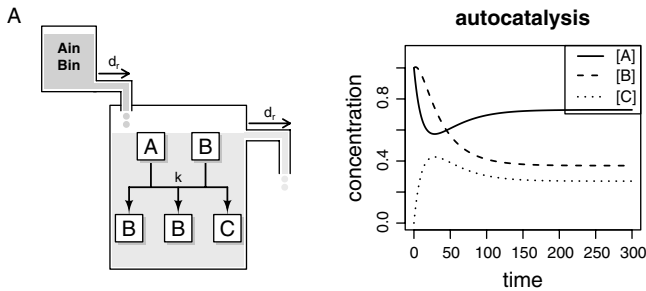 A
Ain
Bin
dr
dr
A B
k
B B C
autocatalysis
[A]
[B]
[C]
concentration
0.8
0.4
0.0
0 50 100 150 200 250 300
time